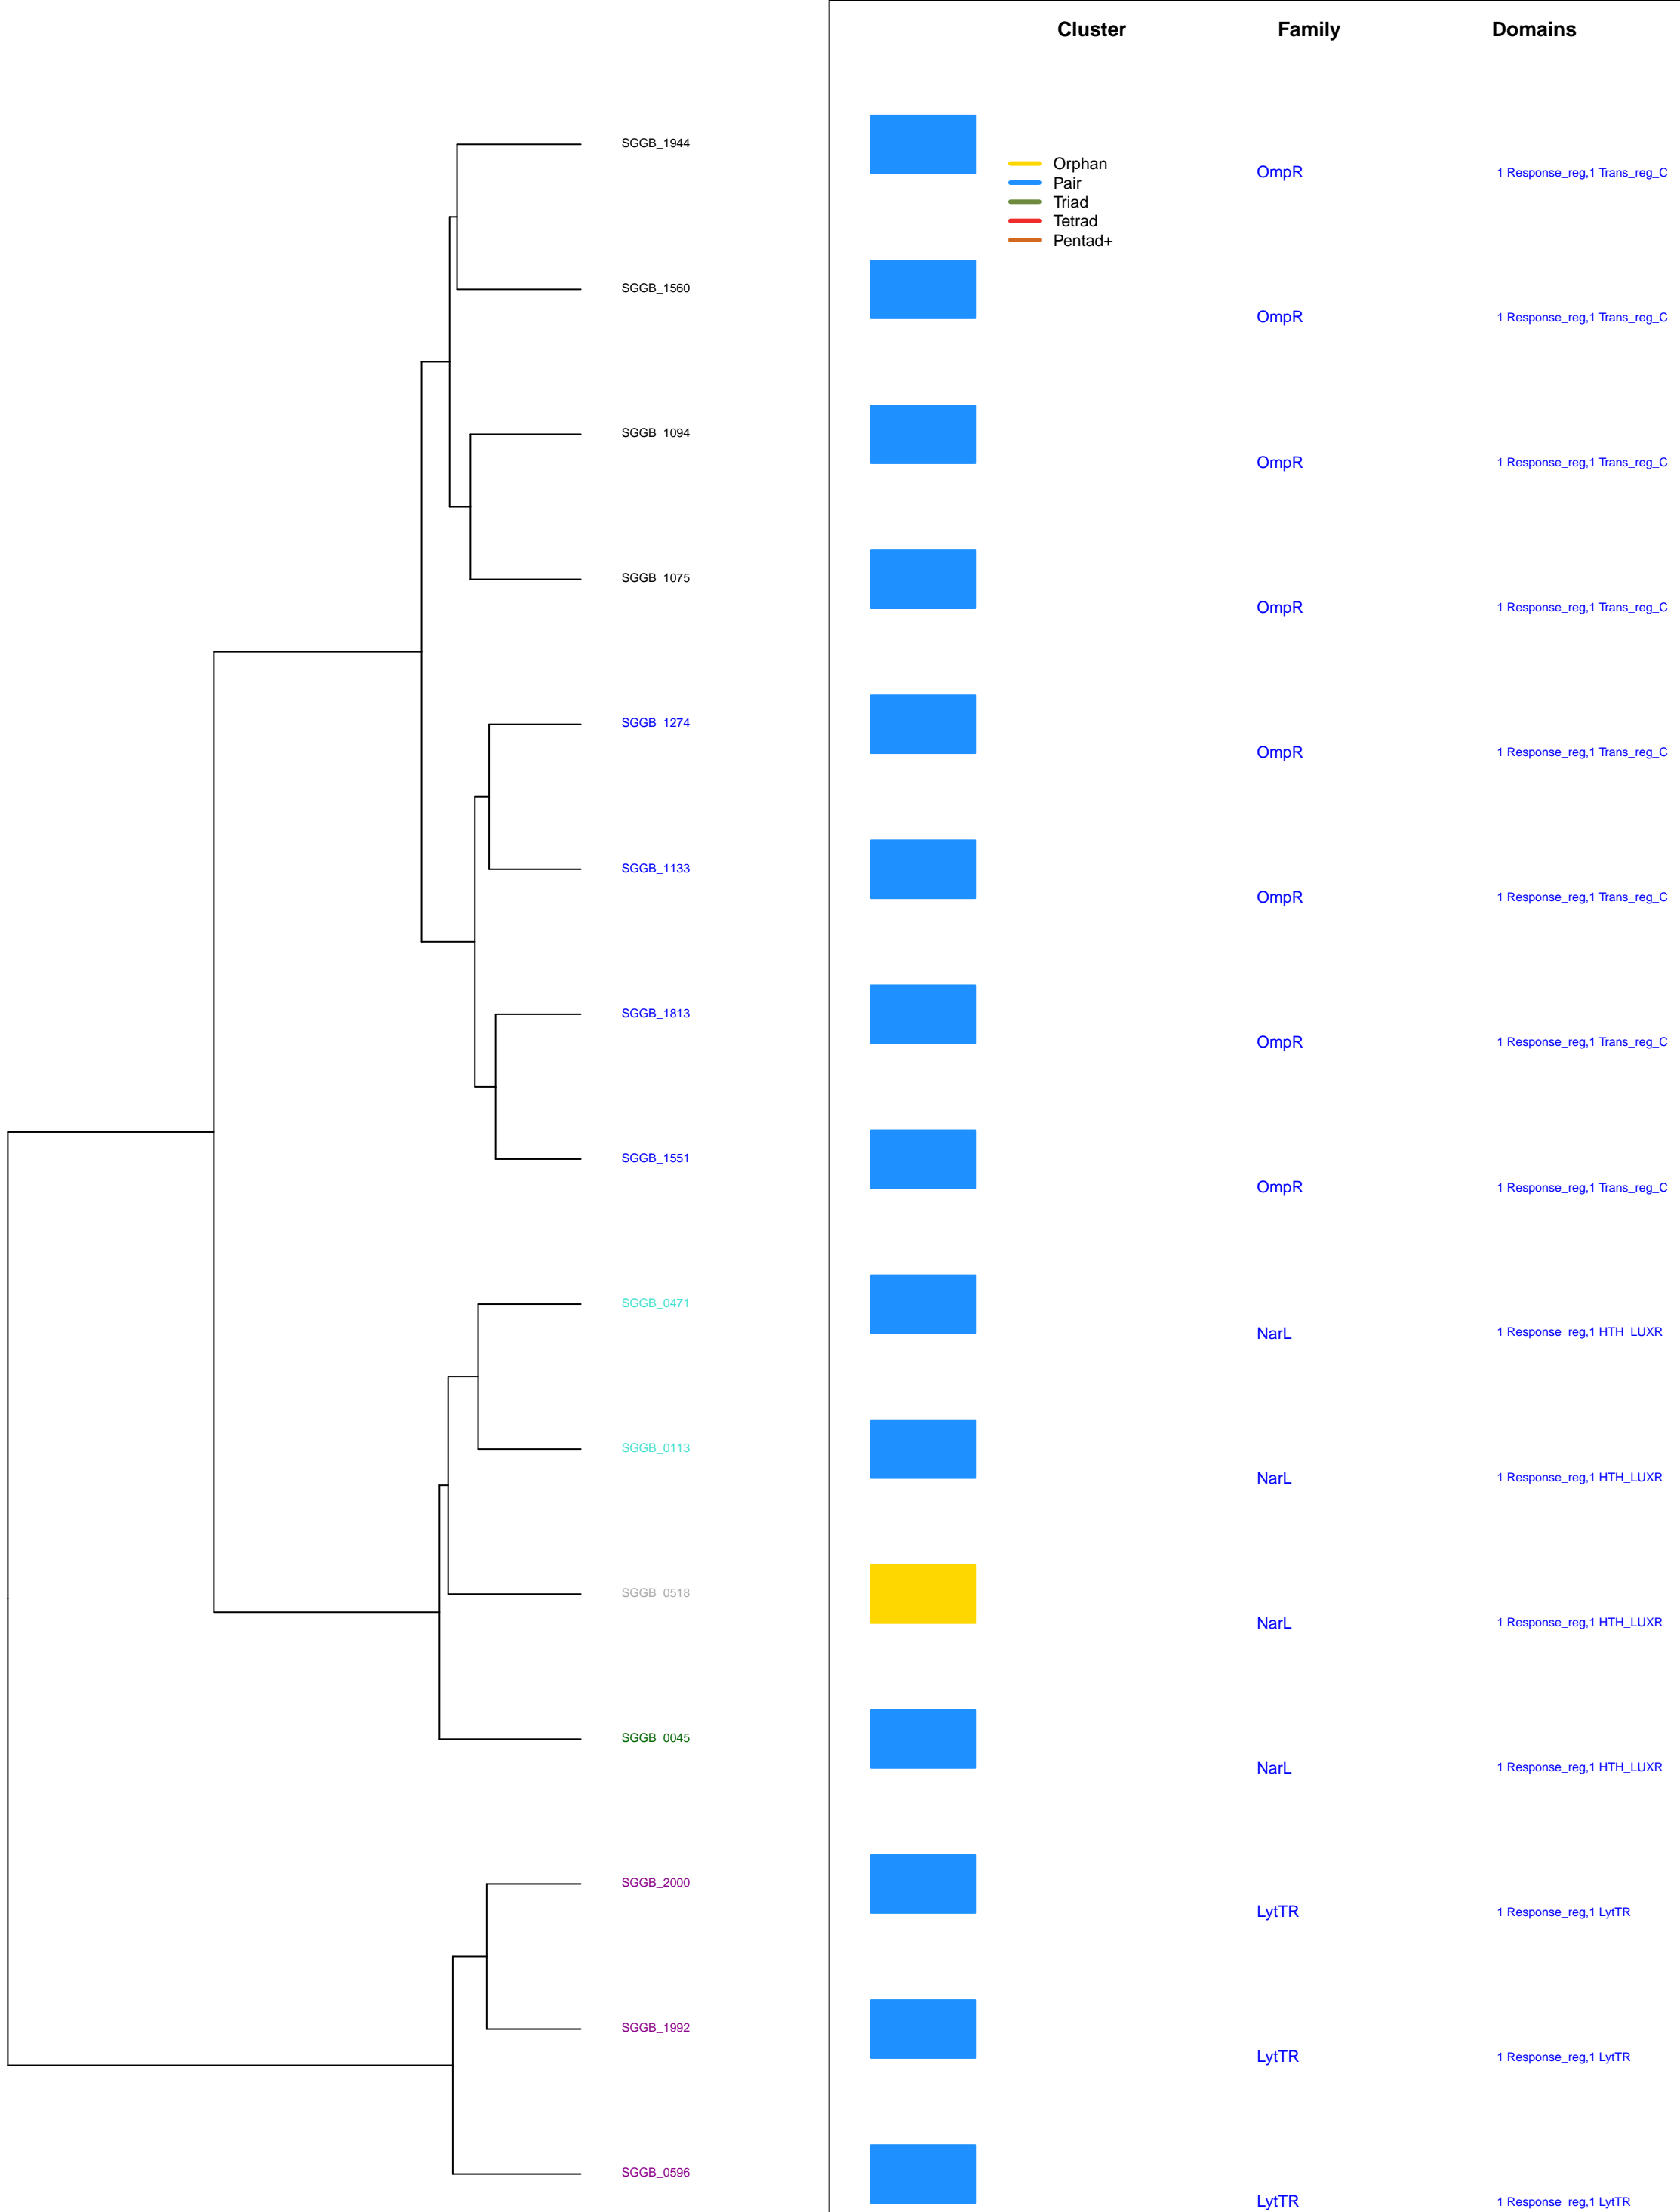 Cluster Family Domains
SGGB_1944
Orphan
Pair
Triad
Tetrad
Pentad+
OmpR 1 Response_reg,1 Trans_reg_C
SGGB_1560
OmpR 1 Response_reg,1 Trans_reg_C
SGGB_1094
OmpR 1 Response_reg,1 Trans_reg_C
SGGB_1075
OmpR 1 Response_reg,1 Trans_reg_C
SGGB_1274
OmpR 1 Response_reg,1 Trans_reg_C
SGGB_1133
OmpR 1 Response_reg,1 Trans_reg_C
SGGB_1813
OmpR 1 Response_reg,1 Trans_reg_C
SGGB_1551
OmpR 1 Response_reg,1 Trans_reg_C
SGGB_0471
NarL 1 Response_reg,1 HTH_LUXR
SGGB_0113
NarL 1 Response_reg,1 HTH_LUXR
SGGB_0518
NarL 1 Response_reg,1 HTH_LUXR
SGGB_0045
NarL 1 Response_reg,1 HTH_LUXR
SGGB_2000
LytTR 1 Response_reg,1 LytTR
SGGB_1992
LytTR 1 Response_reg,1 LytTR
SGGB_0596
LytTR 1 Response_reg,1 LytTR